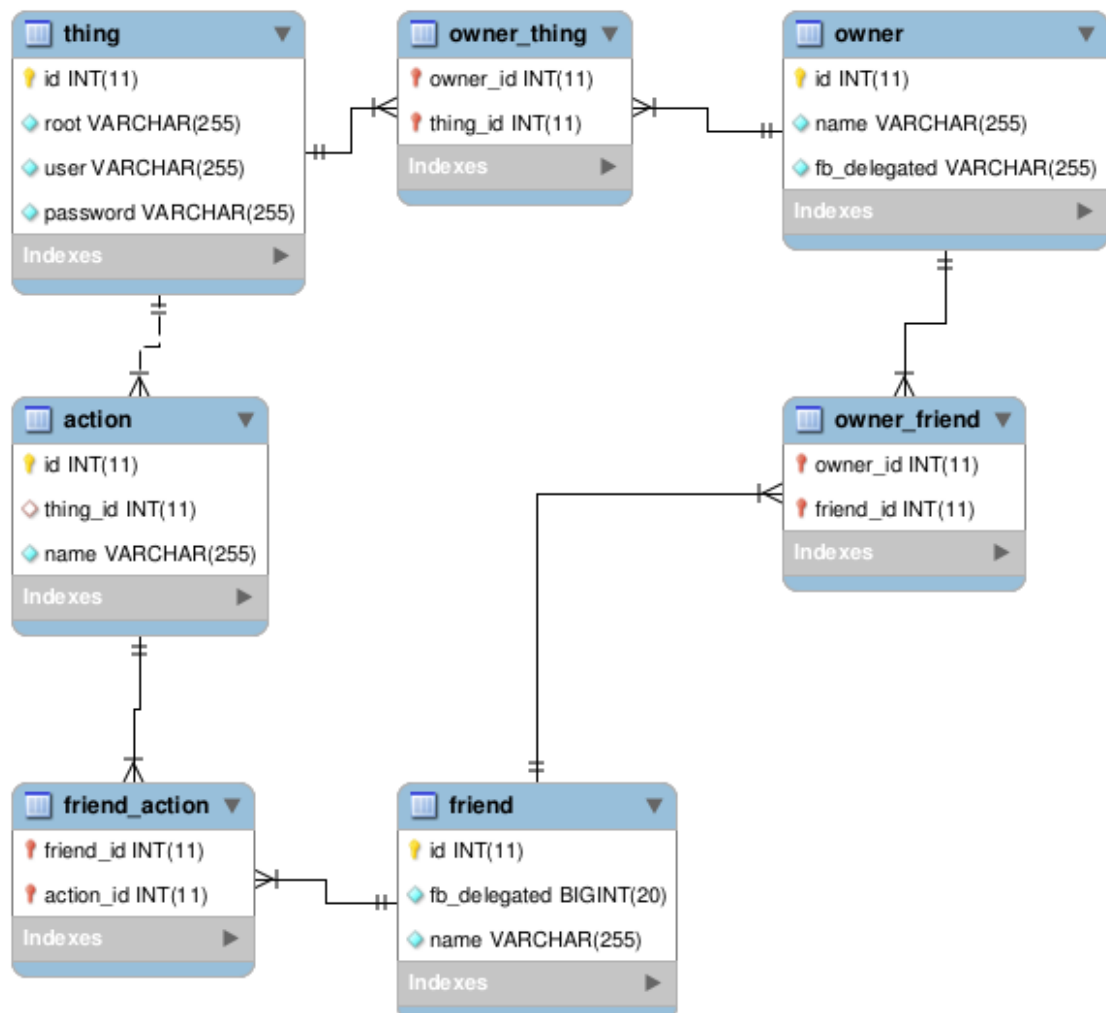 thing
id INT(11)
root VARCHAR(255)
user VARCHAR(255)
password VARCHAR(255)
Indexes
owner_thing
owner_id INT(11)
thing_id INT(11)
Indexes
owner
id INT(11)
name VARCHAR(255)
fb_delegated VARCHAR(255)
Indexes
action
id INT(11)
thing_id INT(11)
name VARCHAR(255)
Indexes
owner_friend
owner_id INT(11)
friend_id INT(11)
Indexes
friend_action
friend_id INT(11)
action_id INT(11)
Indexes
friend
id INT(11)
fb_delegated BIGINT(20)
name VARCHAR(255)
Indexes